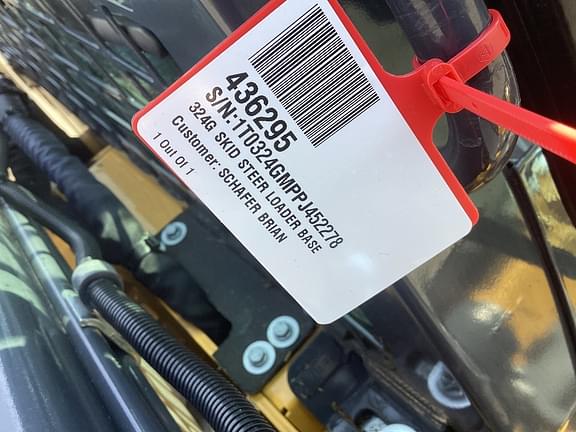 436295
S/N:1T0324GMPPJ452278
324G SKID STEER LOADER BASE
Customer: SCHAFER BRIAN
1 Out Of 1